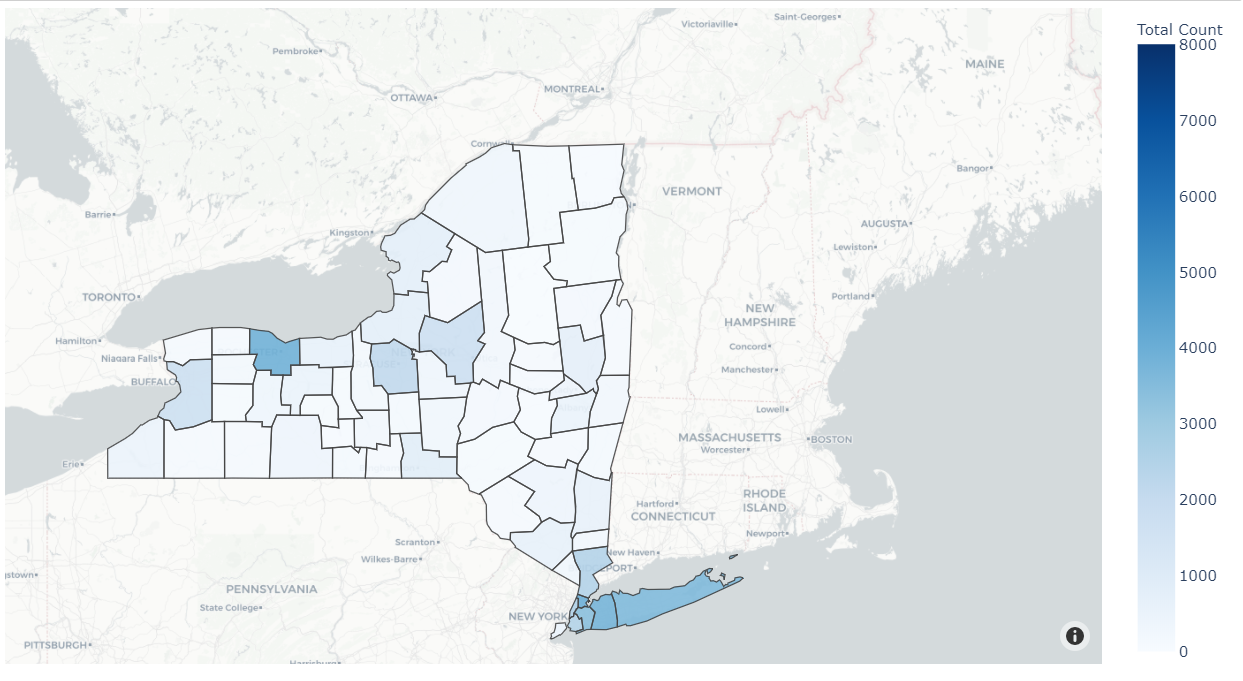 Victoriaville
Saint-Georges
Total Count
8000
Pembroke
MAINE
OTTAWA
MONTREAL
7000
Cornwall
Bangor
VERMONT
6000
Barrie
AUGUSTA
Kingston
Lewiston
5000
TORONTO
Portland
NEW
HAMPSHIRE
Hamilton
Niagara Falls
Concord
4000
BUFFALO
Manchester
Lowell
3000
MASSACHUSETTS
BOSTON
Worcester
Erie
RHODE
ISLAND
2000
Hartford
CONNECTICUT
Newport
Scranton
New Haven
Wilkes-Barre
EPORT
1000
gstown
PENNSYLVANIA
State College
NEW YORK
PITTSBURGH
0
Harrisburg